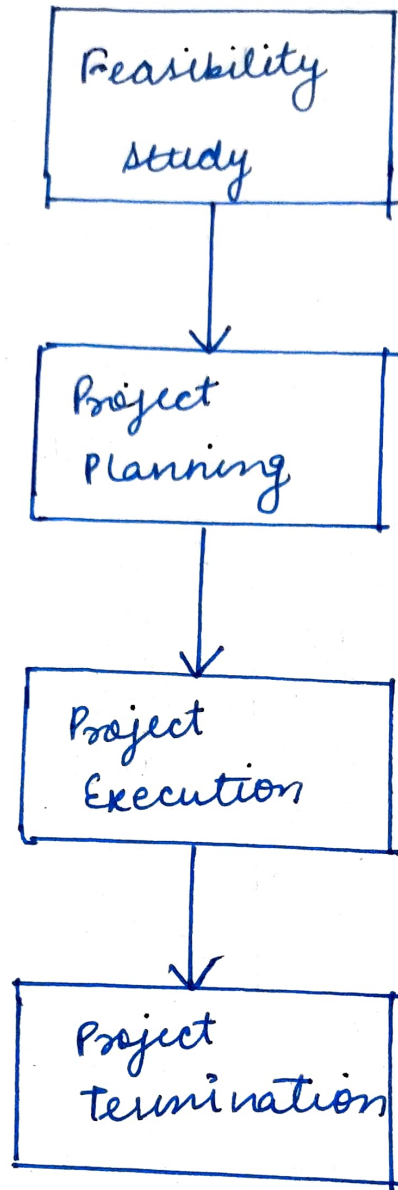 Feasibility
study
Project
Planning
Project
Execution
Project
Termination